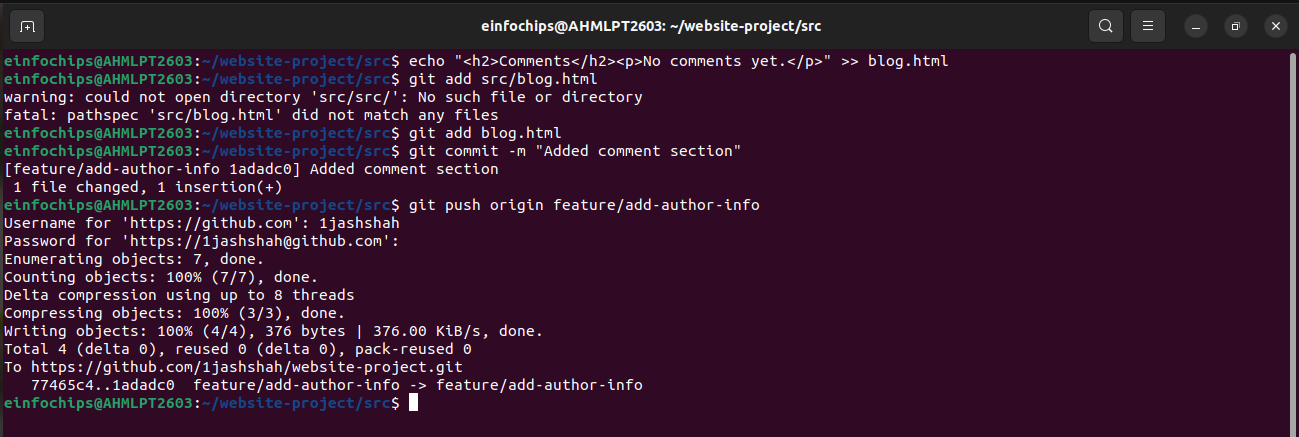 einfochips@AHMLPT2603: ~/website-project/src
einfochips@AHMLPT2603:~/website-project/src$ echo "<h2>Comments</h2><p>No comments yet.</p>" >> blog.html
einfochips@AHMLPT2603:~/website-project/src$ git add src/blog.html
warning: could not open directory 'src/src/': No such file or directory
fatal: pathspec 'src/blog.html' did not match any files
einfochips@AHMLPT2603:~/website-project/src$ git add blog.html
einfochips@AHMLPT2603:~/website-project/src$ git commit -m "Added comment section"
[feature/add-author-info 1adadc0] Added comment section
 1 file changed, 1 insertion(+)
einfochips@AHMLPT2603:~/website-project/src$ git push origin feature/add-author-info
Username for 'https://github.com': 1jashshah
Password for 'https://1jashshah@github.com':
Enumerating objects: 7, done.
Counting objects: 100% (7/7), done.
Delta compression using up to 8 threads
Compressing objects: 100% (3/3), done.
Writing objects: 100% (4/4), 376 bytes | 376.00 KiB/s, done.
Total 4 (delta 0), reused 0 (delta 0), pack-reused 0
To https://github.com/1jashshah/website-project.git
   77465c4..1adadc0  feature/add-author-info -> feature/add-author-info
einfochips@AHMLPT2603:~/website-project/src$